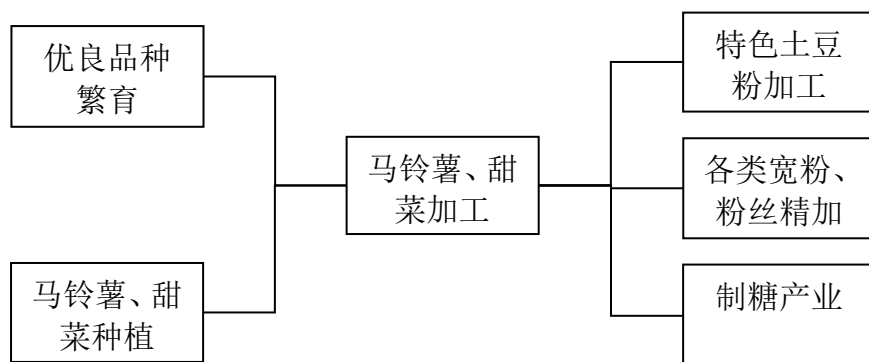 优良品种
繁育
马铃薯、甜
菜种植
马铃薯、甜
菜加工
特色土豆
粉加工
各类宽粉、
粉丝精加
制糖产业